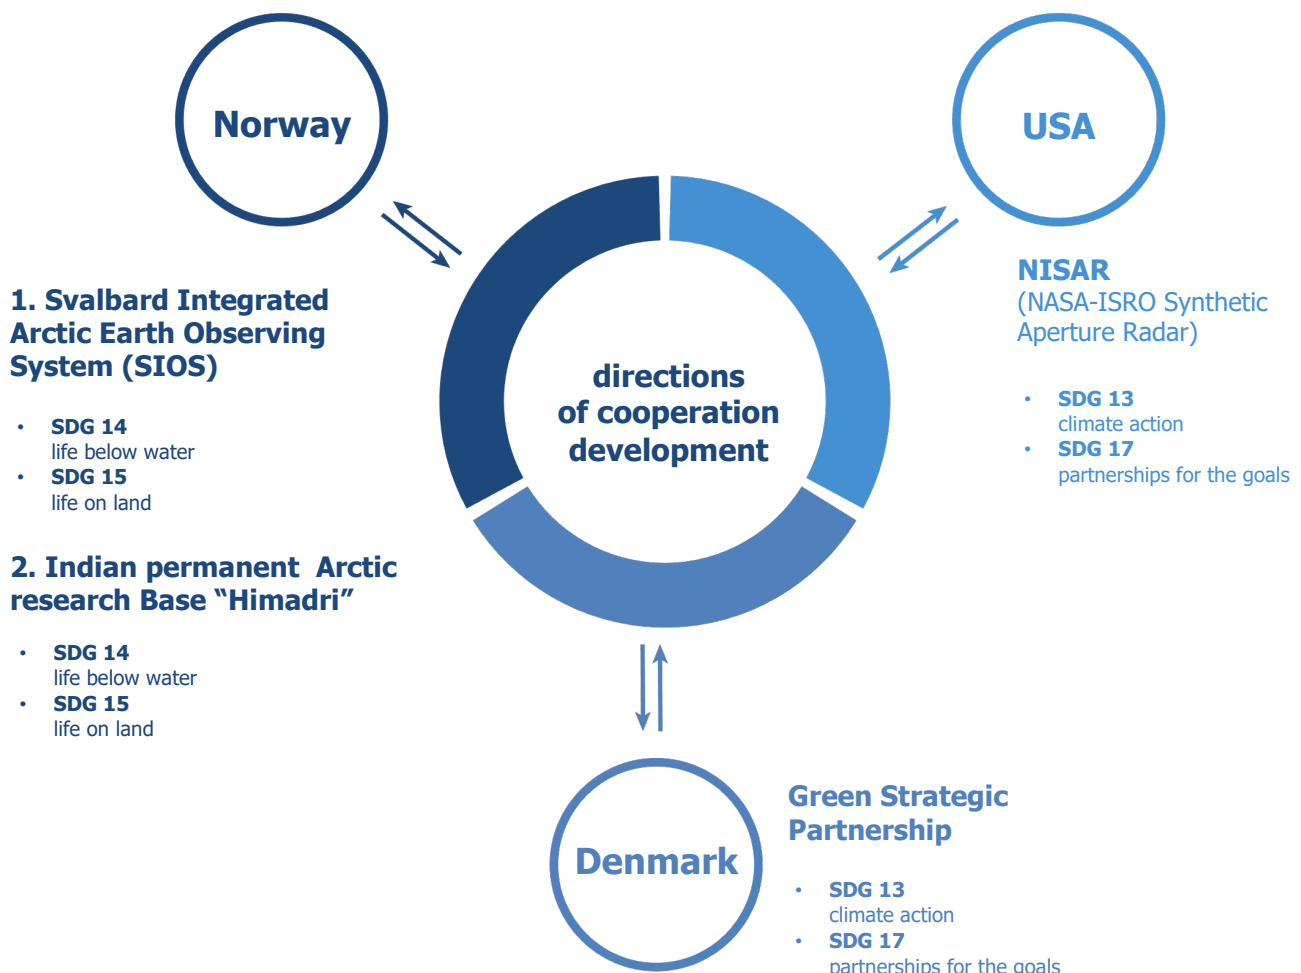 Norway
1. Svalbard Integrated
Arctic Earth Observing
System (SIOS)
• SDG 14
life below water
• SDG 15
life on land
2. Indian permanent  Arctic
research Base “Himadri”
• SDG 14
life below water
• SDG 15
life on land
directions
of cooperation
development
USA
NISAR
(NASA-ISRO Synthetic
Aperture Radar)
• SDG 13
climate action
• SDG 17
partnerships for the goals
Denmark
Green Strategic
Partnership
• SDG 13
climate action
• SDG 17
partnerships for the goals